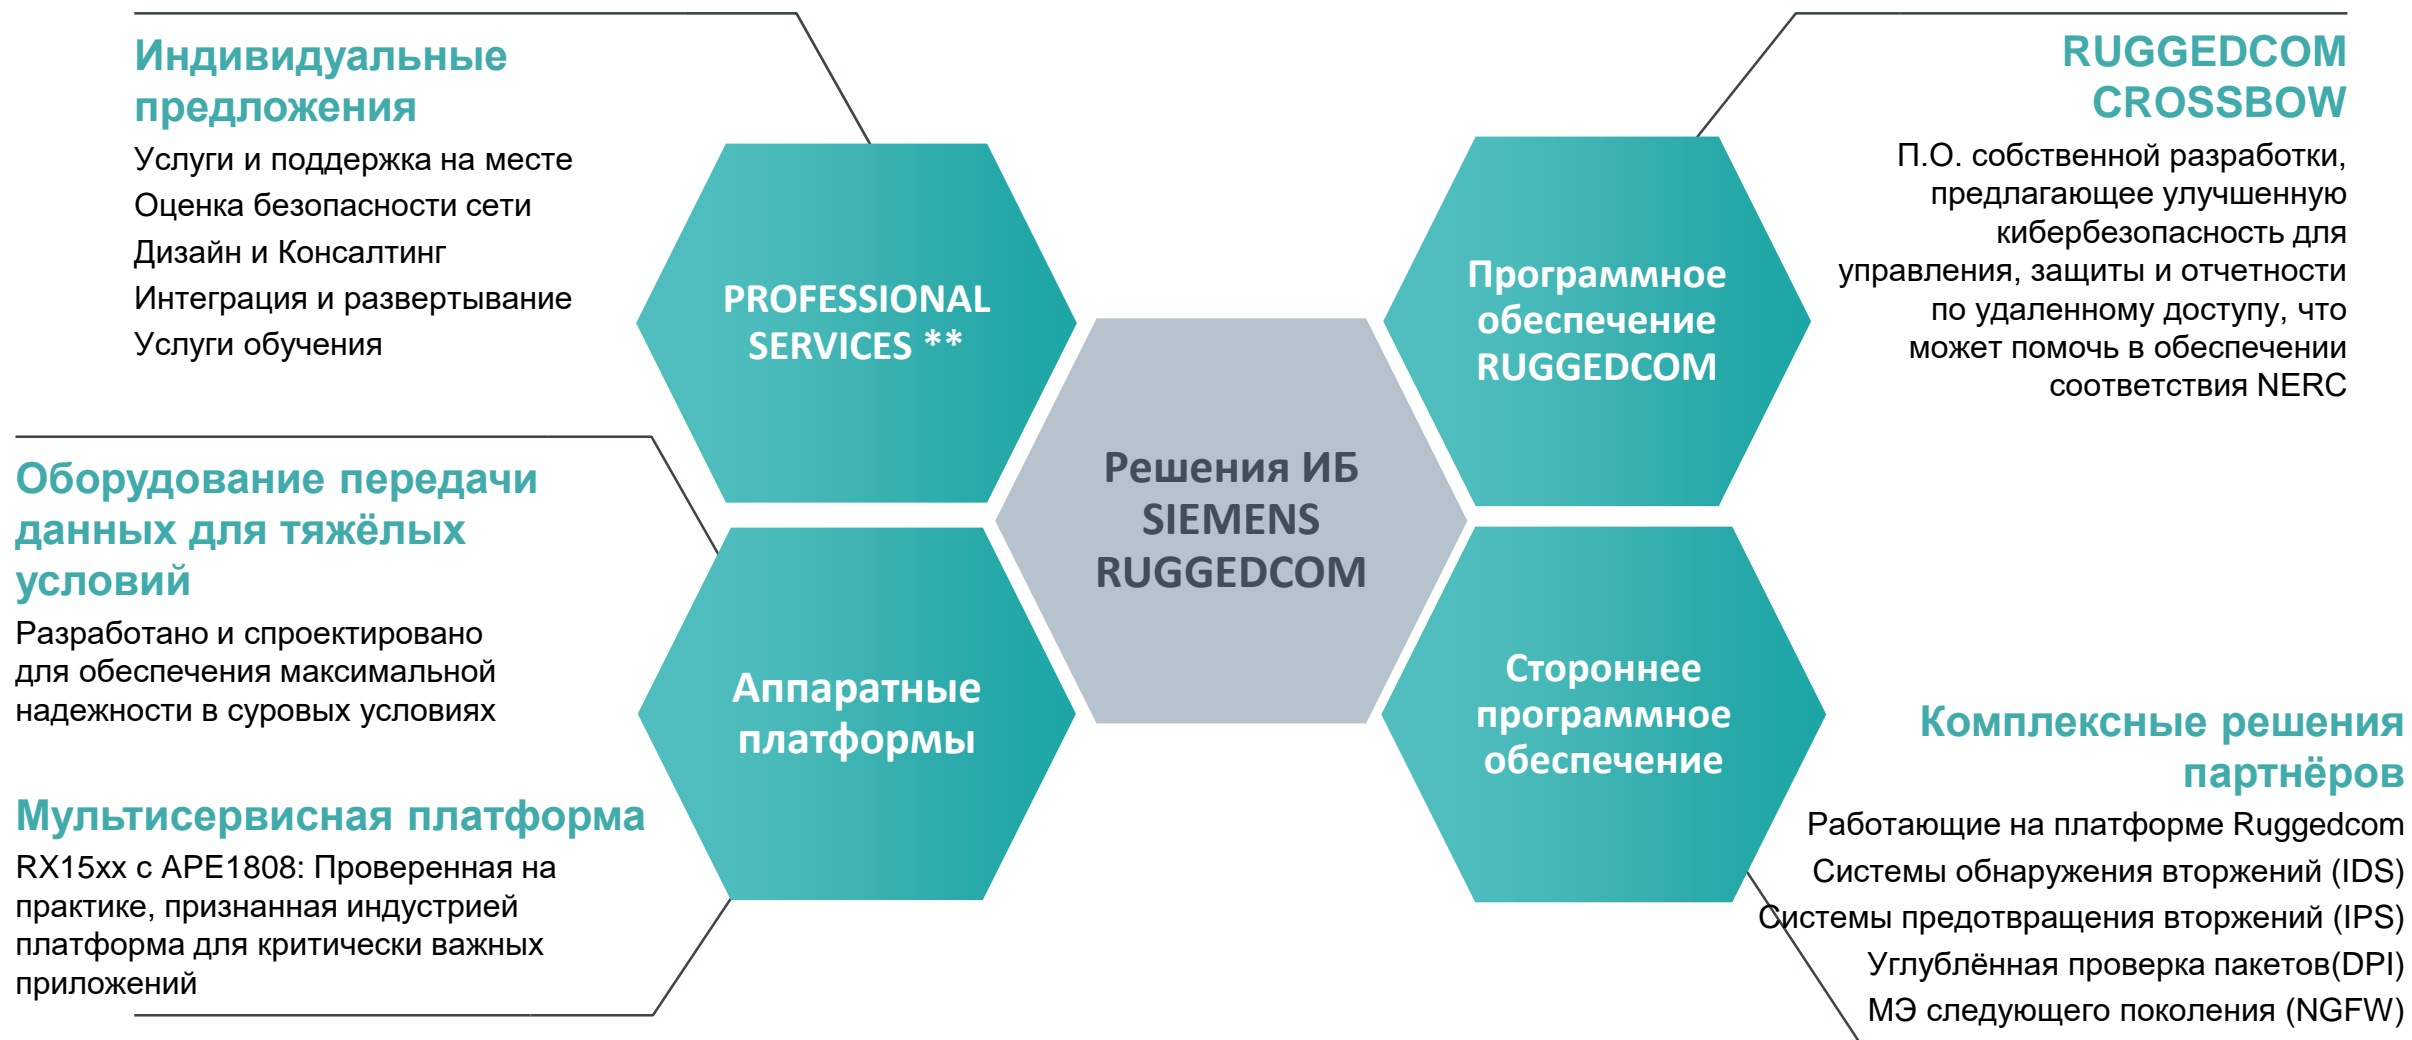 Индивидуальные
предложения
Услуги и поддержка на месте
Оценка безопасности сети
Дизайн и Консалтинг
Интеграция и развертывание
Услуги обучения
PROFESSIONAL
SERVICES **
Оборудование передачи
данных для тяжёлых
условий
Разработано и спроектировано
для обеспечения максимальной
надежности в суровых условиях
Мультисервисная платформа
RX15xx с APE1808: Проверенная на
практике, признанная индустрией
платформа для критически важных
приложений
Аппаратные
платформы
Решения ИБ
SIEMENS
RUGGEDCOM
Программное
обеспечение
RUGGEDCOM
RUGGEDCOM
CROSSBOW
П.О. собственной разработки,
предлагающее улучшенную
кибербезопасность для
управления, защиты и отчетности
по удаленному доступу, что
может помочь в обеспечении
соответствия NERC
Стороннее
программное
обеспечение
Комплексные решения
партнёров
Работающие на платформе Ruggedcom
Системы обнаружения вторжений (IDS)
Системы предотвращения вторжений (IPS)
Углублённая проверка пакетов(DPI)
МЭ следующего поколения (NGFW)